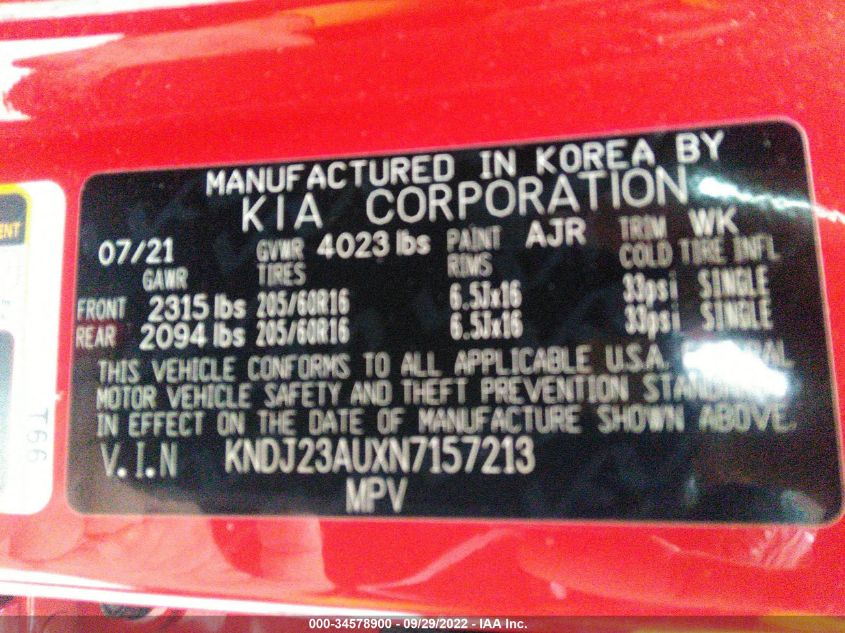 MANUFACTURED IN KOREA BY
KIA CORPORATION
07/21 GVWR 4023 lbs PAINT AJR TRIM WK
GAWR TIRES RIMS COLD TIRE INFL
FRONT 2315 lbs 205/60R16 6.5Jx16 33psi SINGLE
REAR 2094 lbs 205/60R16 6.5Jx16 33psi SINGLE
THIS VEHICLE CONFORMS TO ALL APPLICABLE U.S.A.
MOTOR VEHICLE SAFETY AND THEFT PREVENTION
IN EFFECT ON THE DATE OF MANUFACTURE SHOWN ABOVE.
V.I.N KNDJ23AUXN7157213
MPV
T66
000-34578900 - 09/29/2022 - IAA Inc.